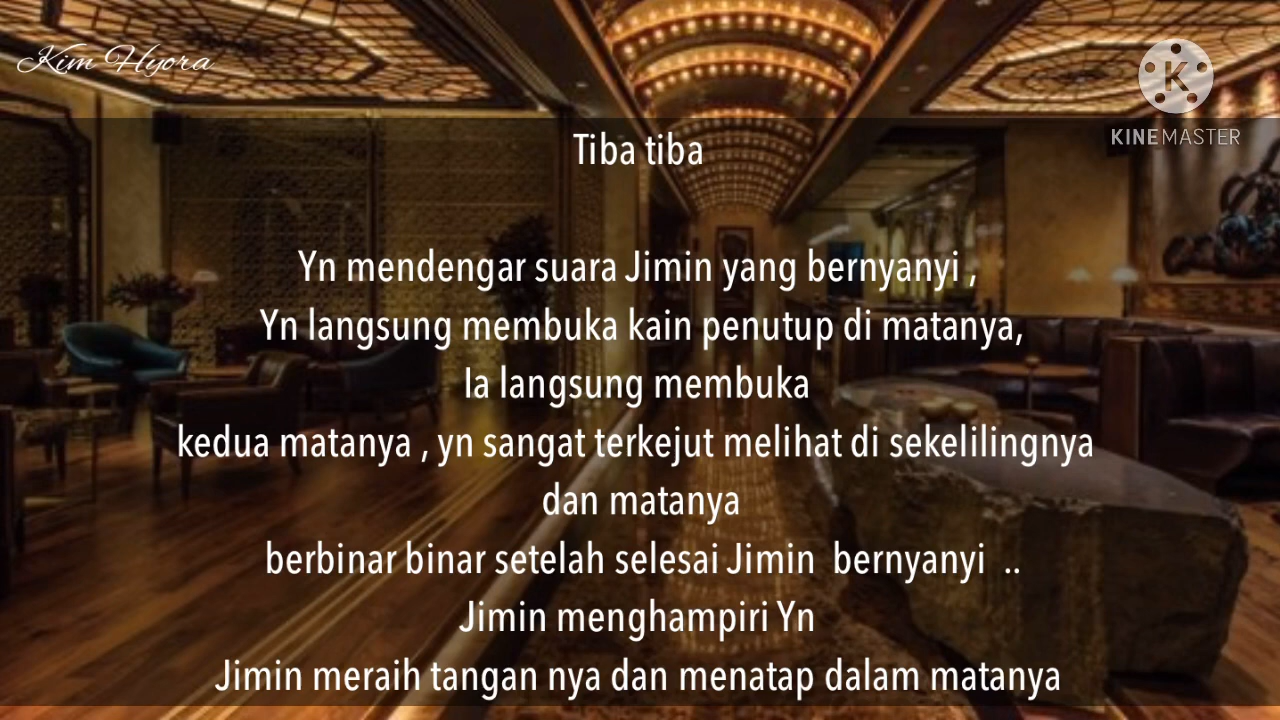 Kim Hyora
K
KINEMASTER
Tiba tiba
Yn mendengar suara Jimin yang bernyanyi ,
Yn langsung membuka kain penutup di matanya,
Ia langsung membuka
kedua matanya , yn sangat terkejut melihat di sekelilingnya
dan matanya
berbinar binar setelah selesai Jimin  bernyanyi  ..
Jimin menghampiri Yn
Jimin meraih tangan nya dan menatap dalam matanya